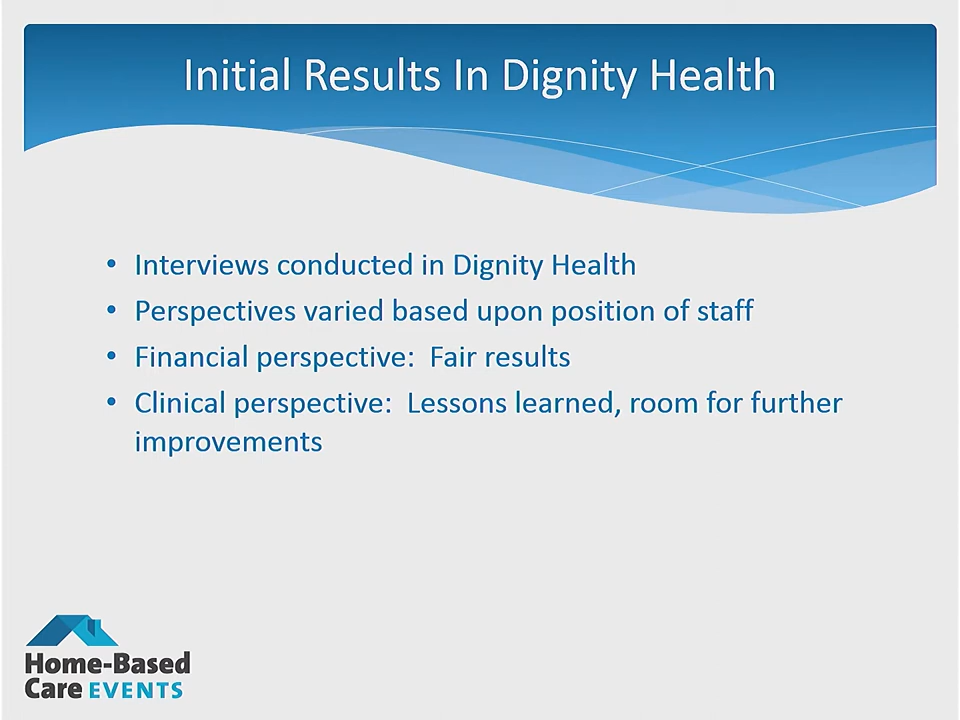 Initial Results In Dignity Health
• Interviews conducted in Dignity Health
• Perspectives varied based upon position of staff
• Financial perspective:  Fair results
• Clinical perspective:  Lessons learned, room for further
improvements
Home-Based
Care EVENTS